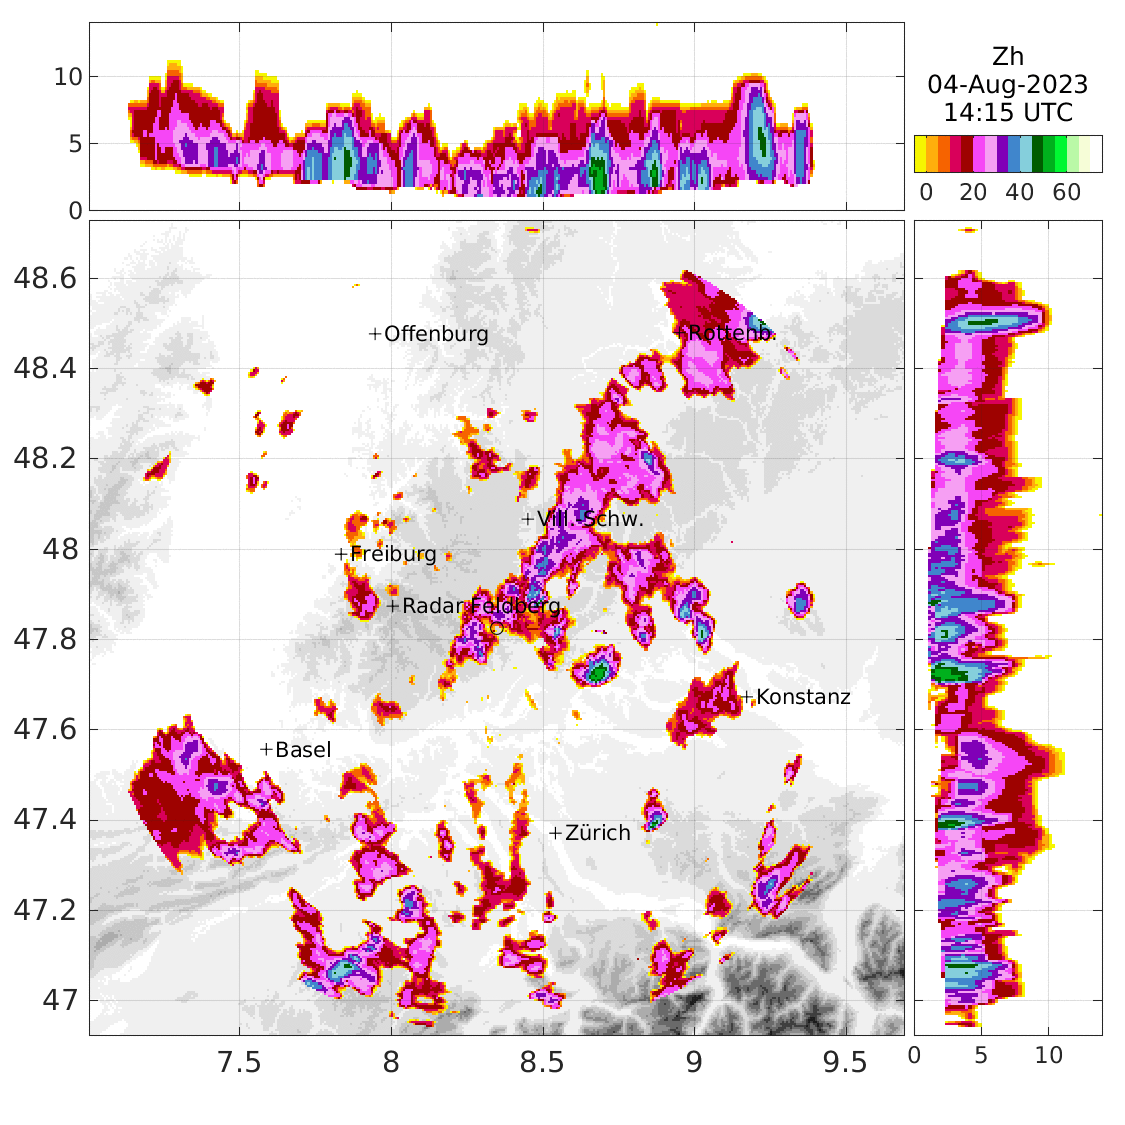 10
5
0
Zh
04-Aug-2023
14:15 UTC
0 20 40 60
48.6
48.4
48.2
48
47.8
47.6
47.4
47.2
47
+Offenburg
+Rottenb.
+Vill.-Schw.
+Freiburg
+Radar Feldberg
+Konstanz
+Basel
+Zürich
7.5 8 8.5 9 9.5
0 5 10